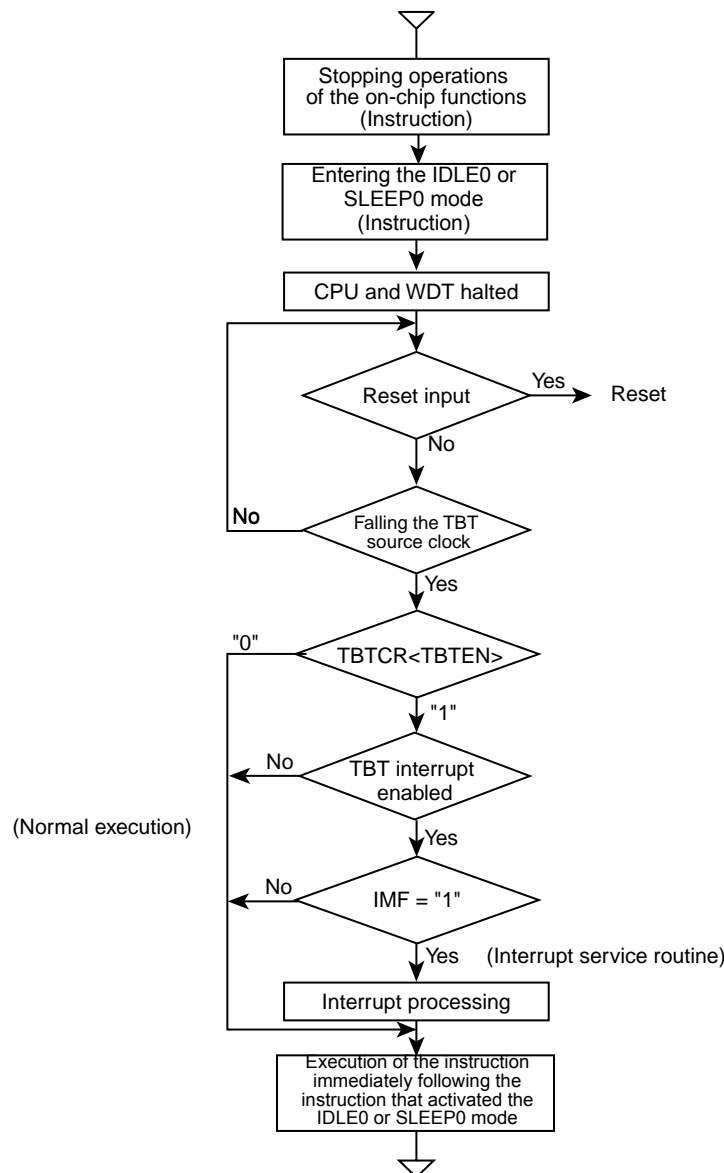 Stopping operations
of the on-chip functions
(Instruction)
Entering the IDLE0 or
SLEEP0 mode
(Instruction)
CPU and WDT halted
Reset input
Yes
Reset
No
Falling the TBT
source clock
No
Yes
"0"
TBTCR<TBTEN>
"1"
No
TBT interrupt
enabled
(Normal execution)
Yes
No
IMF = "1"
Yes
(Interrupt service routine)
Interrupt processing
Execution of the instruction
immediately following the
instruction that activated the
IDLE0 or SLEEP0 mode